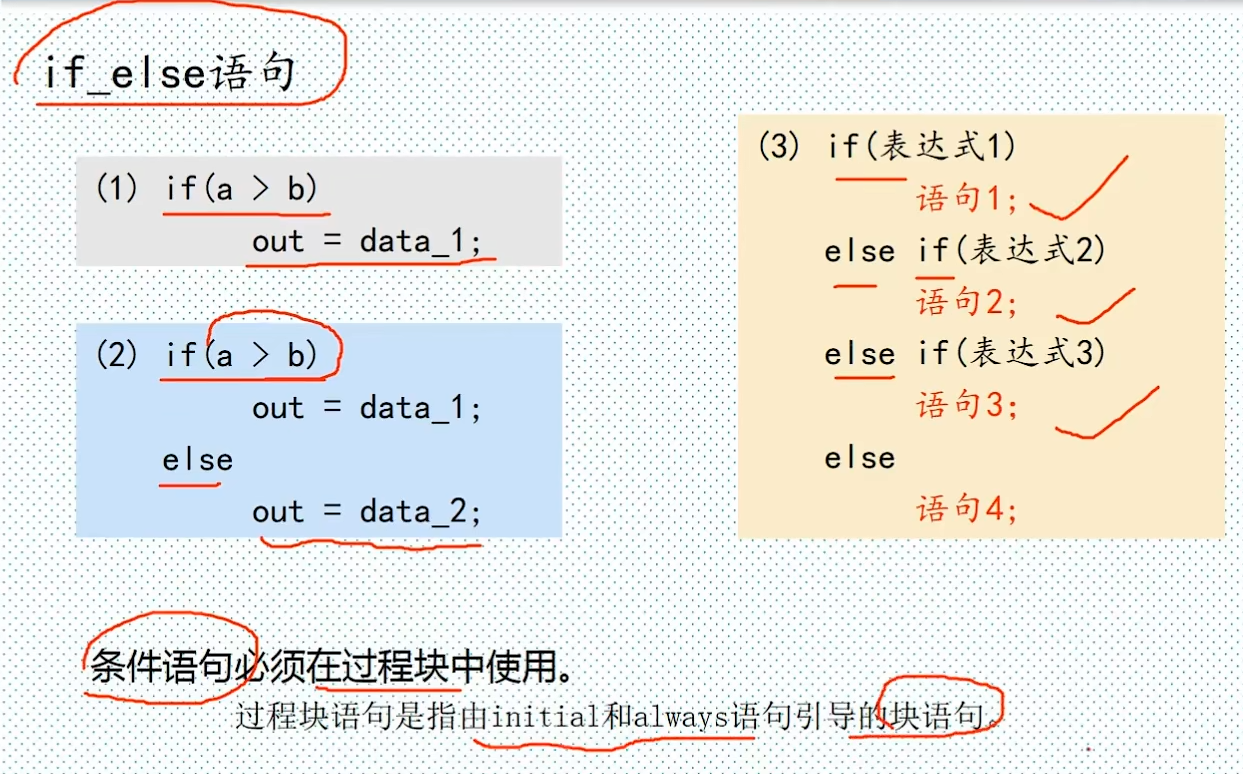 if_else语句
(1) if(a > b)
out = data_1;
(2) if(a > b)
out = data_1;
else
out = data_2;
(3) if(表达式1)
语句1;
else if(表达式2)
语句2;
else if(表达式3)
语句3;
else
语句4;
条件语句必须在过程块中使用。
过程块语句是指由initial和always语句引导的块语句。